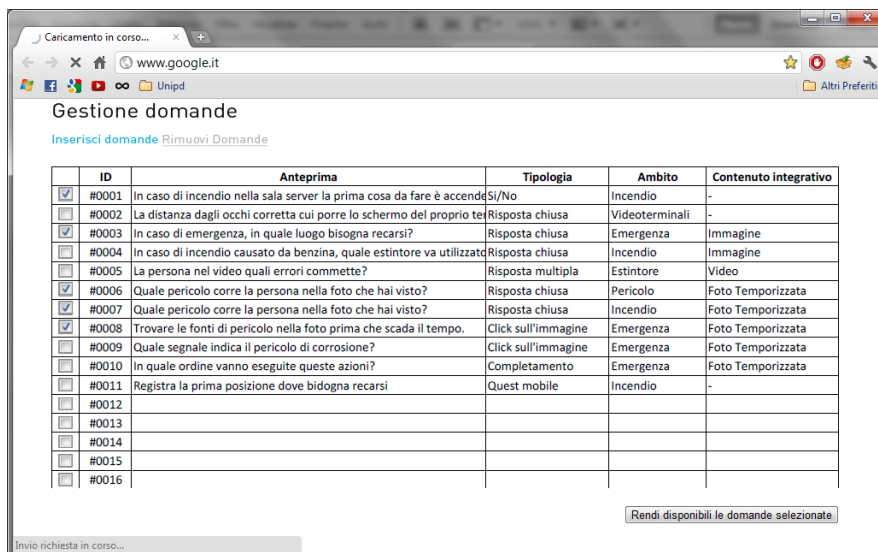 Caricamento in corso...
www.google.it
Unipd
Altri Preferiti
Gestione domande
Inserisci domande Rimuovi Domande
ID Anteprima Tipologia Ambito Contenuto integrativo
#0001 In caso di incendio nella sala server la prima cosa da fare è accende Si/No Incendio -
#0002 La distanza dagli occhi corretta cui porre lo schermo del proprio ter Risposta chiusa Videoterminali -
#0003 In caso di emergenza, in quale luogo bisogna recarsi? Risposta chiusa Emergenza Immagine
#0004 In caso di incendio causato da benzina, quale estintore va utilizzato Risposta chiusa Incendio Immagine
#0005 La persona nel video quali errori commette? Risposta multipla Estintore Video
#0006 Quale pericolo corre la persona nella foto che hai visto? Risposta chiusa Pericolo Foto Temporizzata
#0007 Quale pericolo corre la persona nella foto che hai visto? Risposta chiusa Incendio Foto Temporizzata
#0008 Trovare le fonti di pericolo nella foto prima che scada il tempo. Click sull'immagine Emergenza Foto Temporizzata
#0009 Quale segnale indica il pericolo di corrosione? Click sull'immagine Emergenza Foto Temporizzata
#0010 In quale ordine vanno eseguite queste azioni? Completamento Emergenza Foto Temporizzata
#0011 Registra la prima posizione dove bidogna recarsi Quest mobile Incendio -
#0012
#0013
#0014
#0015
#0016
Rendi disponibili le domande selezionate
Invio richiesta in corso...